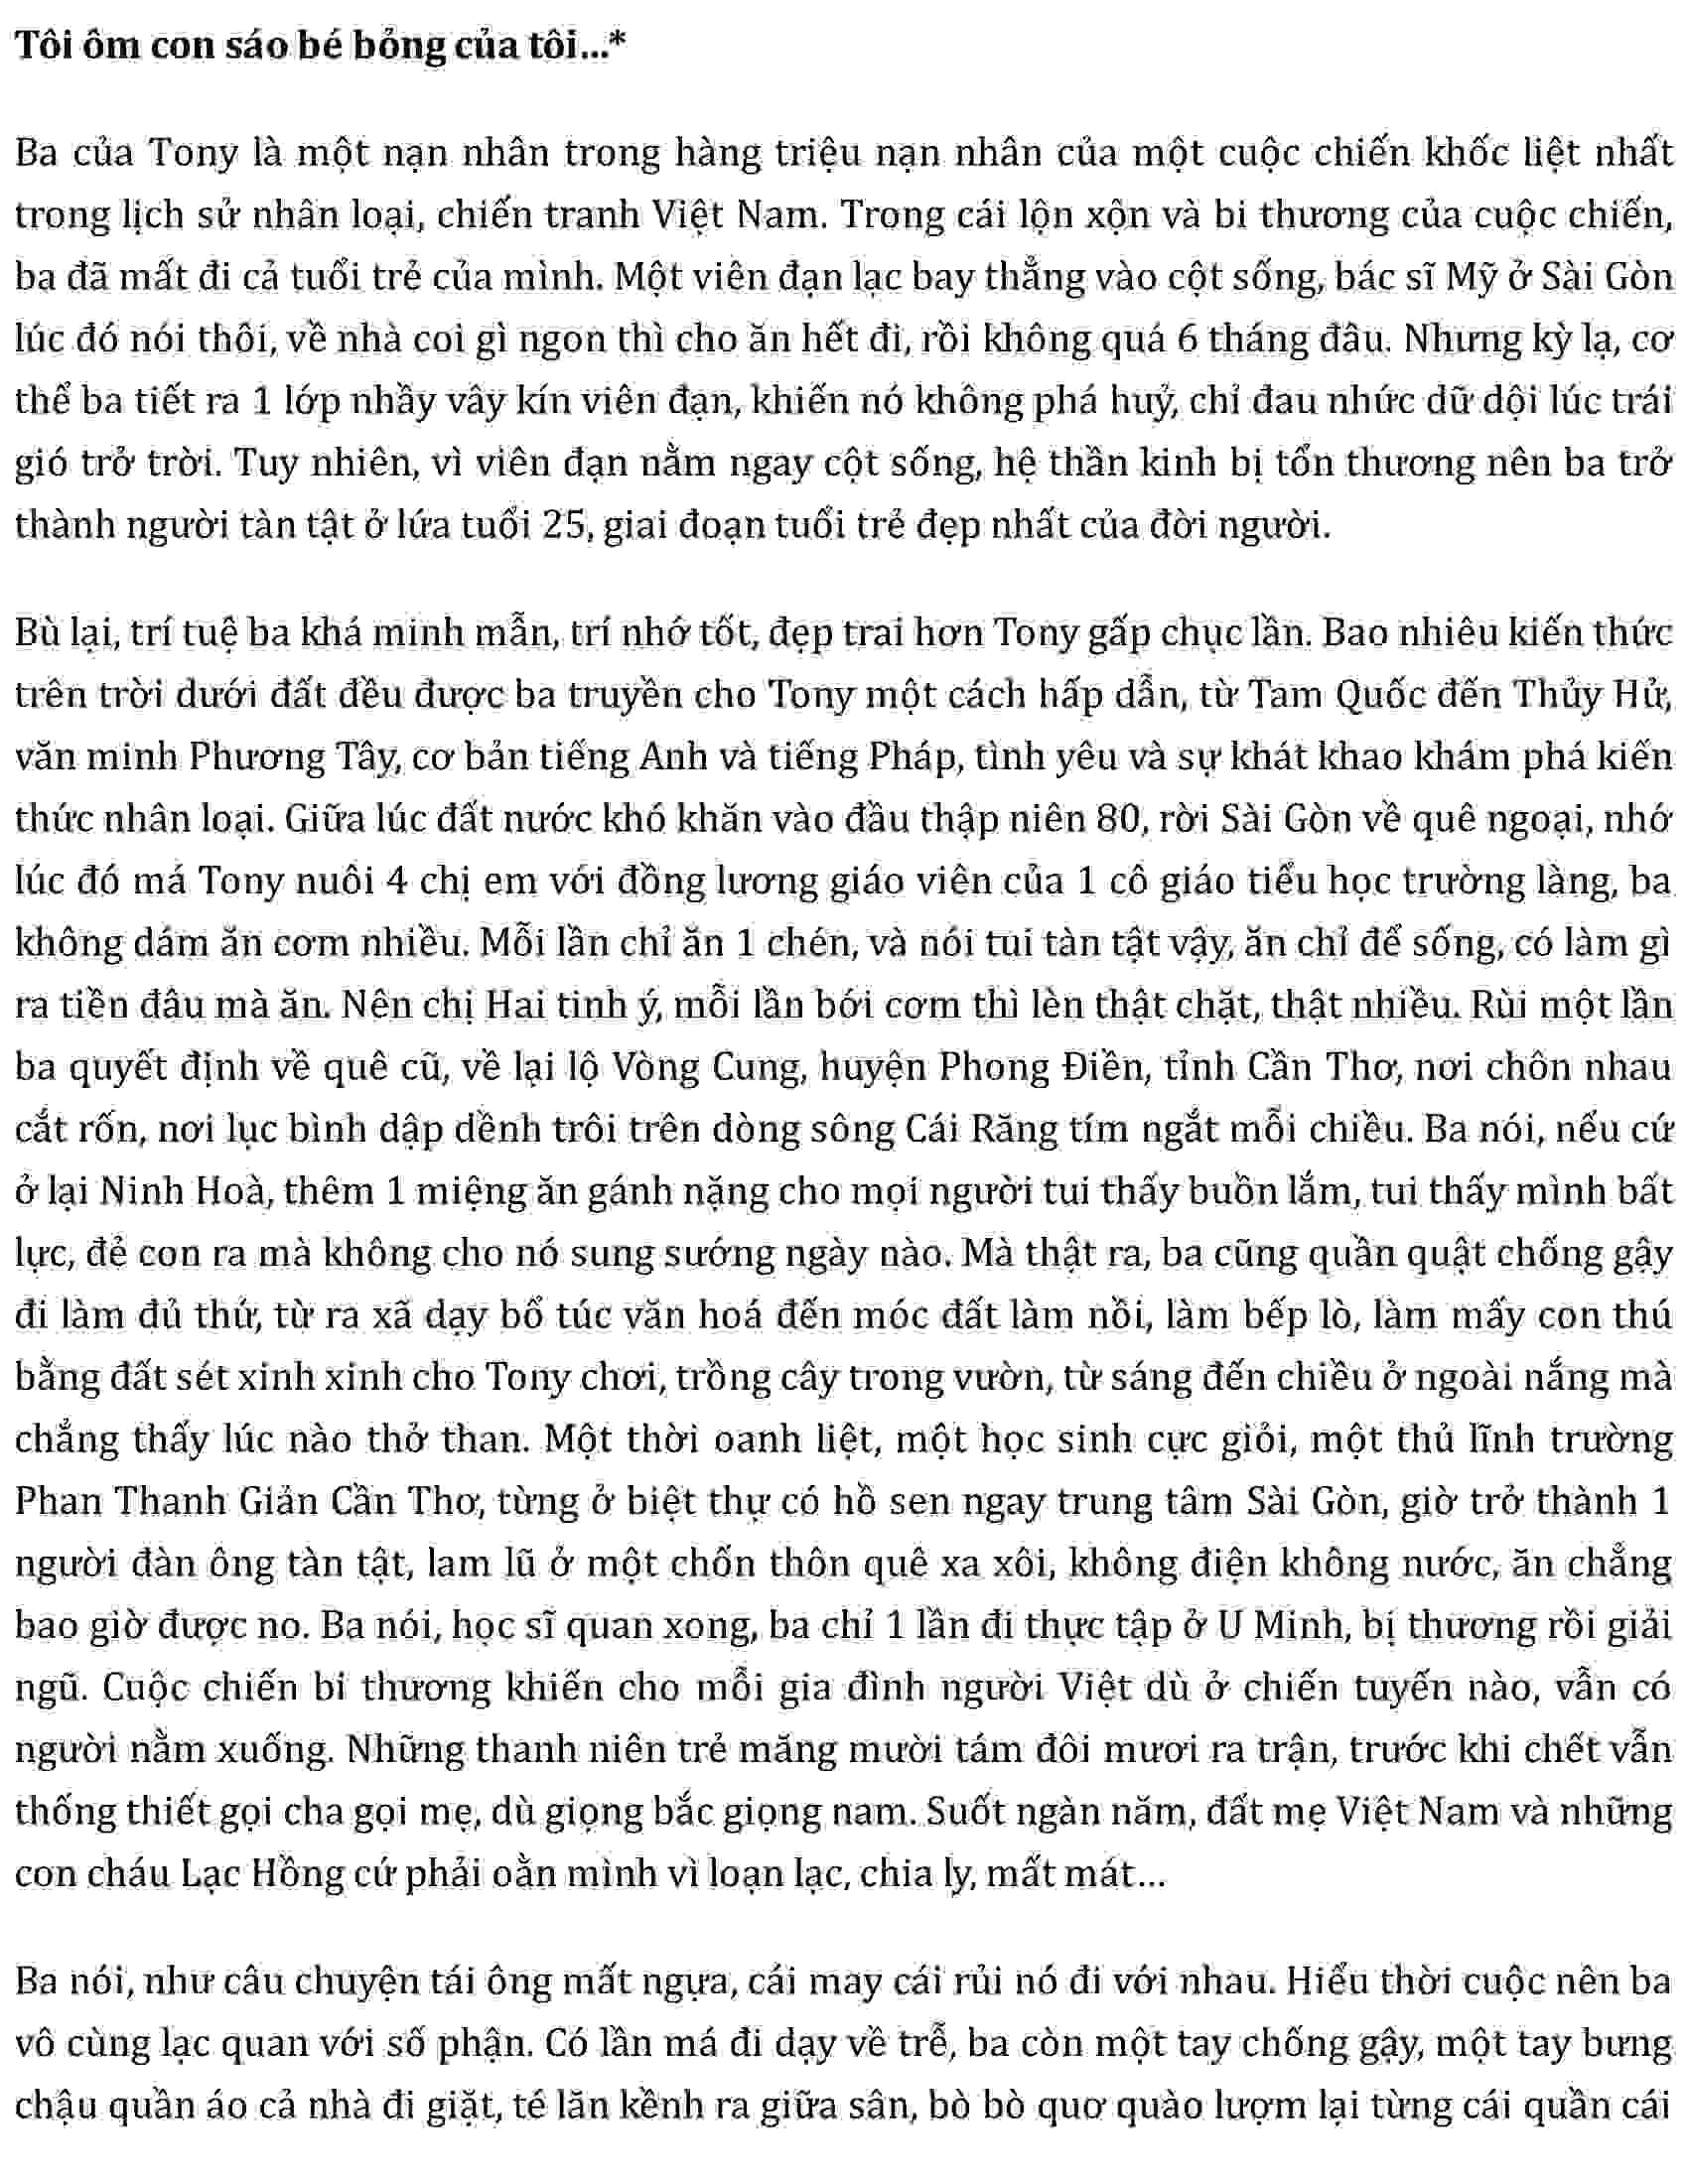 Tôi ôm con sáo bé bỏng của tôi...*
Ba của Tony là một nạn nhân trong hàng triệu nạn nhân của một cuộc chiến khốc liệt nhất
trong lịch sử nhân loại, chiến tranh Việt Nam. Trong cái lộn xộn và bi thương của cuộc chiến,
ba đã mất đi cả tuổi trẻ của mình. Một viên đạn lạc bay thẳng vào cột sống, bác sĩ Mỹ ở Sài Gòn
lúc đó nói thôi, về nhà coi gì ngon thì cho ăn hết đi, rồi không quá 6 tháng đâu. Nhưng kỳ lạ, cơ
thể ba tiết ra 1 lớp nhầy vây kín viên đạn, khiến nó không phá huỷ, chỉ đau nhức dữ dội lúc trái
gió trở trời. Tuy nhiên, vì viên đạn nằm ngay cột sống, hệ thần kinh bị tổn thương nên ba trở
thành người tàn tật ở lứa tuổi 25, giai đoạn tuổi trẻ đẹp nhất của đời người.
Bù lại, trí tuệ ba khá minh mẫn, trí nhớ tốt, đẹp trai hơn Tony gấp chục lần. Bao nhiêu kiến thức
trên trời dưới đất đều được ba truyền cho Tony một cách hấp dẫn, từ Tam Quốc đến Thủy Hử,
văn minh Phương Tây, cơ bản tiếng Anh và tiếng Pháp, tình yêu và sự khát khao khám phá kiến
thức nhân loại. Giữa lúc đất nước khó khăn vào đầu thập niên 80, rời Sài Gòn về quê ngoại, nhớ
lúc đó má Tony nuôi 4 chị em với đồng lương giáo viên của 1 cô giáo tiểu học trường làng, ba
không dám ăn cơm nhiều. Mỗi lần chỉ ăn 1 chén, và nói tui tàn tật vậy, ăn chỉ để sống, có làm gì
ra tiền đâu mà ăn. Nên chị Hai tinh ý, mỗi lần bới cơm thì lèn thật chặt, thật nhiều. Rùi một lần
ba quyết định về quê cũ, về lại lộ Vòng Cung, huyện Phong Điền, tỉnh Cần Thơ, nơi chôn nhau
cắt rốn, nơi lục bình dập dềnh trôi trên dòng sông Cái Răng tím ngắt mỗi chiều. Ba nói, nếu cứ
ở lại Ninh Hoà, thêm 1 miệng ăn gánh nặng cho mọi người tui thấy buồn lắm, tui thấy mình bất
lực, đẻ con ra mà không cho nó sung sướng ngày nào. Mà thật ra, ba cũng quần quật chống gậy
đi làm đủ thứ, từ ra xã dạy bổ túc văn hoá đến móc đất làm nồi, làm bếp lò, làm mấy con thú
bằng đất sét xinh xinh cho Tony chơi, trồng cây trong vườn, từ sáng đến chiều ở ngoài nắng mà
chẳng thấy lúc nào thở than. Một thời oanh liệt, một học sinh cực giỏi, một thủ lĩnh trường
Phan Thanh Giản Cần Thơ, từng ở biệt thự có hồ sen ngay trung tâm Sài Gòn, giờ trở thành 1
người đàn ông tàn tật, lam lũ ở một chốn thôn quê xa xôi, không điện không nước, ăn chẳng
bao giờ được no. Ba nói, học sĩ quan xong, ba chỉ 1 lần đi thực tập ở U Minh, bị thương rồi giải
ngũ. Cuộc chiến bi thương khiến cho mỗi gia đình người Việt dù ở chiến tuyến nào, vẫn có
người nằm xuống. Những thanh niên trẻ măng mười tám đôi mươi ra trận, trước khi chết vẫn
thống thiết gọi cha gọi mẹ, dù giọng bắc giọng nam. Suốt ngàn năm, đất mẹ Việt Nam và những
con cháu Lạc Hồng cứ phải oằn mình vì loạn lạc, chia ly, mất mát...
Ba nói, như câu chuyện tái ông mất ngựa, cái may cái rủi nó đi với nhau. Hiểu thời cuộc nên ba
vô cùng lạc quan với số phận. Có lần má đi dạy về trễ, ba còn một tay chống gậy, một tay bưng
chậu quần áo cả nhà đi giặt, té lăn kềnh ra giữa sân, bò bò quơ quào lượm lại từng cái quần cái